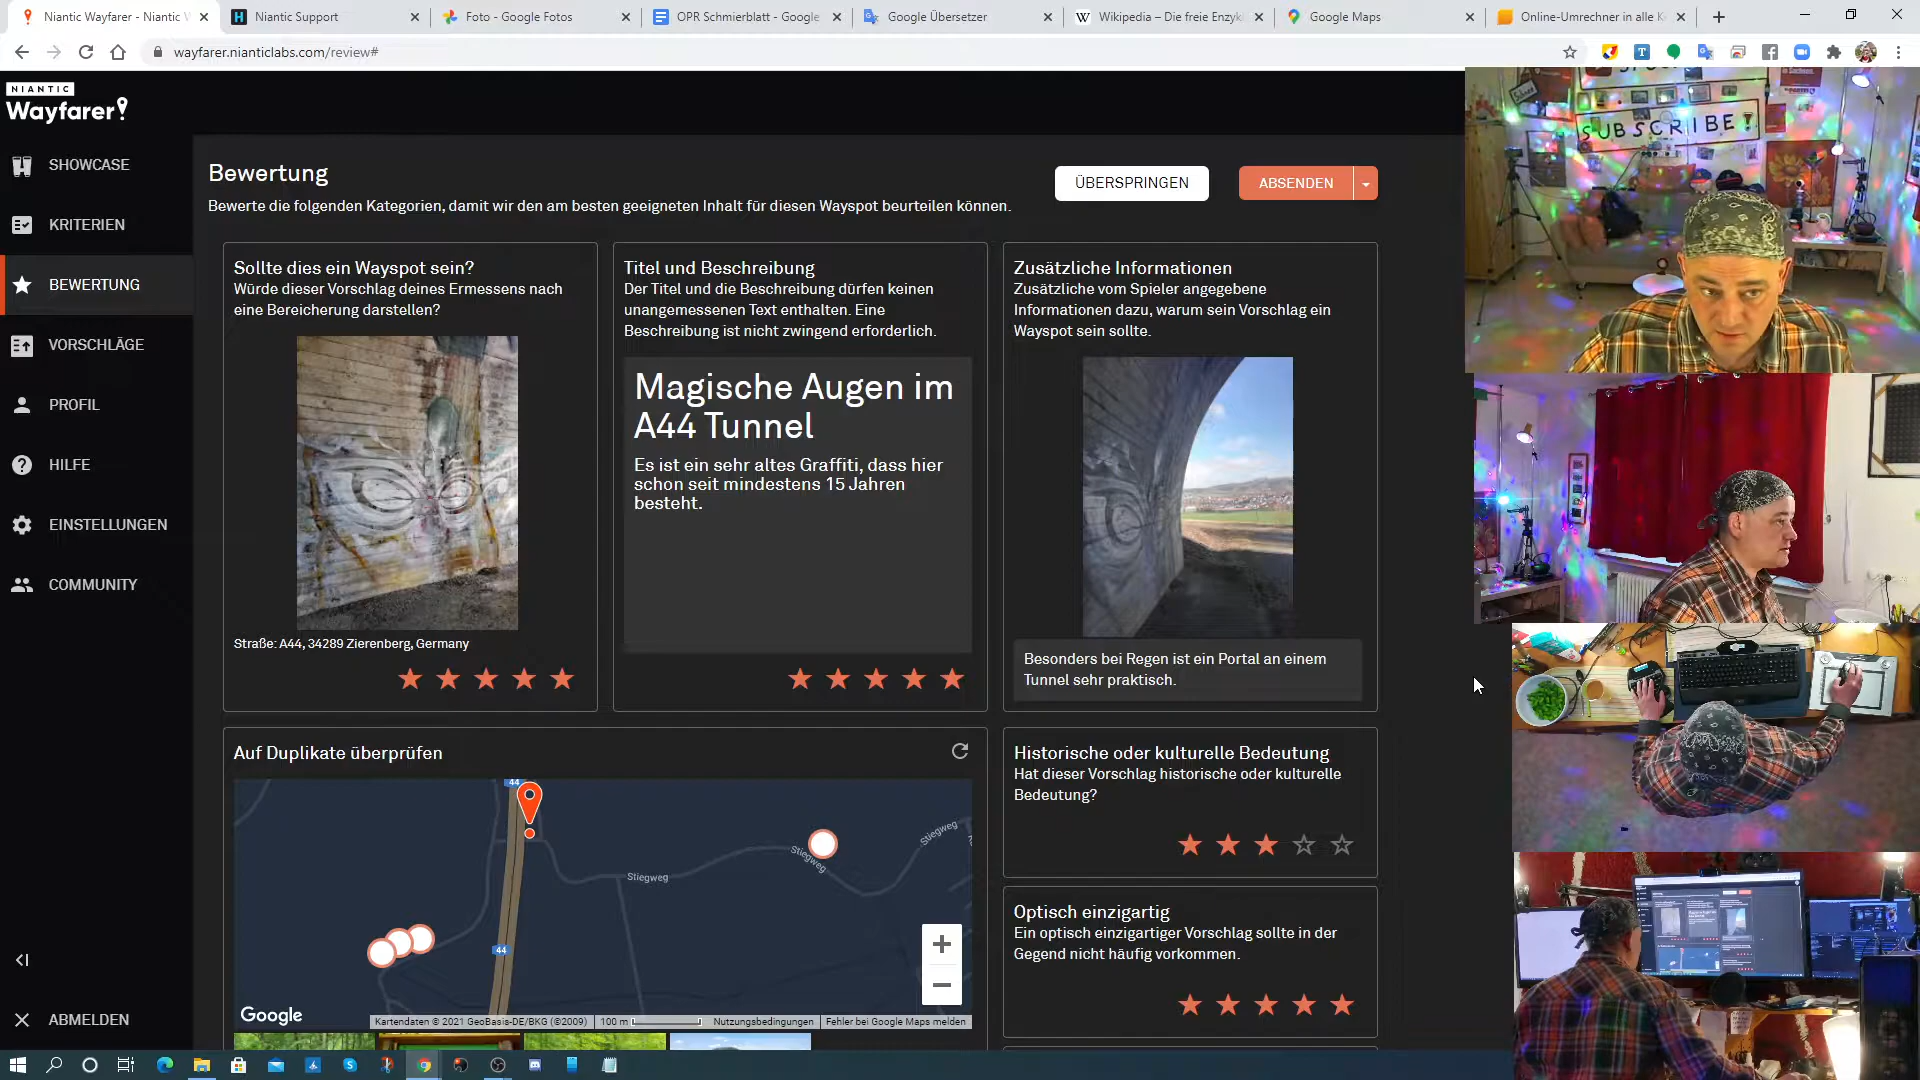 Niantic Wayfarer - Niantic W
Niantic Support
Foto - Google Fotos
OPR Schmierblatt - Google
Google Übersetzer
Wikipedia – Die freie Enzykl
Google Maps
Online-Umrechner in alle K
wayfarer.nianticlabs.com/review#
NIANTIC
Wayfarer
SHOWCASE
KRITERIEN
BEWERTUNG
VORSCHLÄGE
PROFIL
HILFE
EINSTELLUNGEN
COMMUNITY
ABMELDEN
Bewertung
Bewerte die folgenden Kategorien, damit wir den am besten geeigneten Inhalt für diesen Wayspot beurteilen können.
ÜBERSPRINGEN
ABSENDEN
Sollte dies ein Wayspot sein?
Würde dieser Vorschlag deines Ermessens nach
eine Bereicherung darstellen?
Straße: A44, 34289 Zierenberg, Germany
Titel und Beschreibung
Der Titel und die Beschreibung dürfen keinen
unangemessenen Text enthalten. Eine
Beschreibung ist nicht zwingend erforderlich.
Magische Augen im
A44 Tunnel
Es ist ein sehr altes Graffiti, dass hier
schon seit mindestens 15 Jahren
besteht.
Zusätzliche Informationen
Zusätzliche vom Spieler angegebene
Informationen dazu, warum sein Vorschlag ein
Wayspot sein sollte.
Besonders bei Regen ist ein Portal an einem
Tunnel sehr praktisch.
Auf Duplikate überprüfen
44
Stiegweg
Stiegweg
Stiegweg
44
Google
Kartendaten © 2021 GeoBasis-DE/BKG (©2009)
100 m
Nutzungsbedingungen
Fehler bei Google Maps melden
Historische oder kulturelle Bedeutung
Hat dieser Vorschlag historische oder kulturelle
Bedeutung?
Optisch einzigartig
Ein optisch einzigartiger Vorschlag sollte in der
Gegend nicht häufig vorkommen.
SUBSCRIBE!